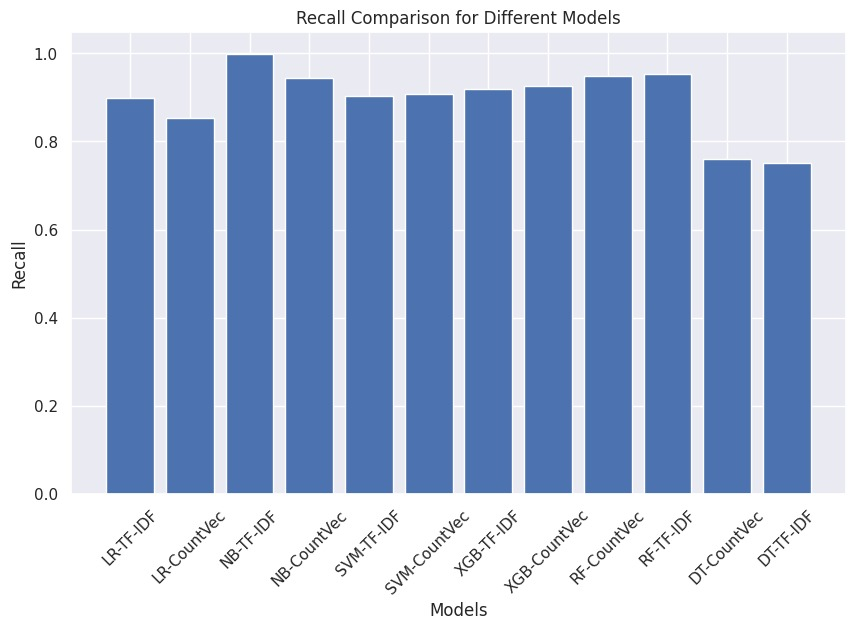 Recall Comparison for Different Models
1.0
0.8
0.6
0.4
0.2
0.0
Recall
LR-TF-IDF
LR-CountVec
NB-TF-IDF
NB-CountVec
SVM-TF-IDF
SVM-CountVec
XGB-TF-IDF
XGB-CountVec
RF-CountVec
RF-TF-IDF
DT-CountVec
DT-TF-IDF
Models